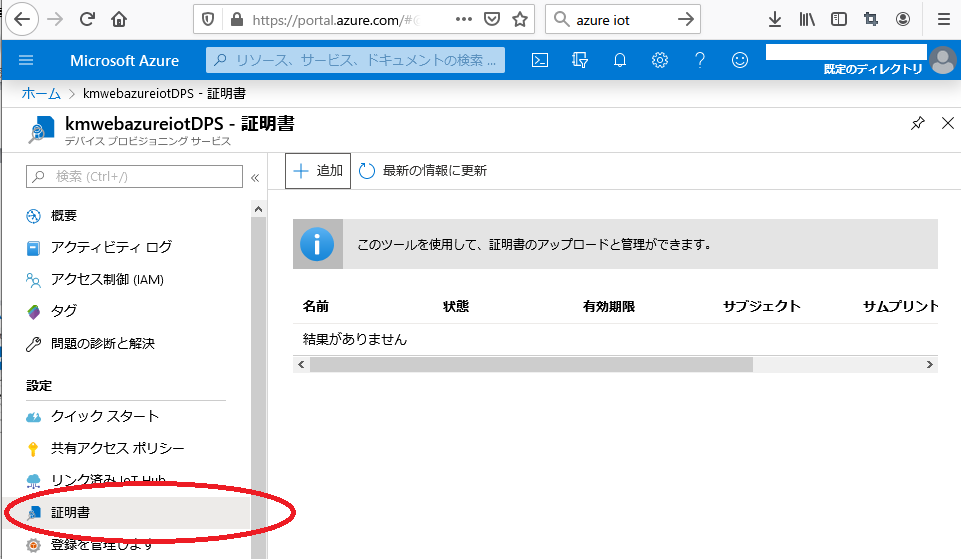 https://portal.azure.com/#
azure iot
Microsoft Azure
リソース、サービス、ドキュメントの検索 ...
既定のディレクトリ
ホーム > kmwebazureiotDPS - 証明書
kmwebazureiotDPS - 証明書
デバイス プロビジョニング サービス
検索 (Ctrl+/)
追加
最新の情報に更新
概要
アクティビティ ログ
アクセス制御 (IAM)
タグ
問題の診断と解決
設定
クイック スタート
共有アクセス ポリシー
リンク済み IoT Hub
証明書
登録を管理します
このツールを使用して、証明書のアップロードと管理ができます。
名前 状態 有効期限 サブジェクト サムプリント
結果がありません